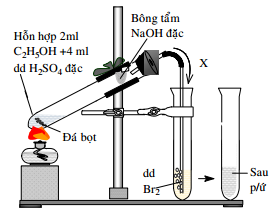 Hỗn hợp 2ml
C2H5OH +4 ml
dd H2SO4 đặc
Bông tẩm
NaOH đặc
X
Đá bọt
dd
Br2
Sau
p/ứ